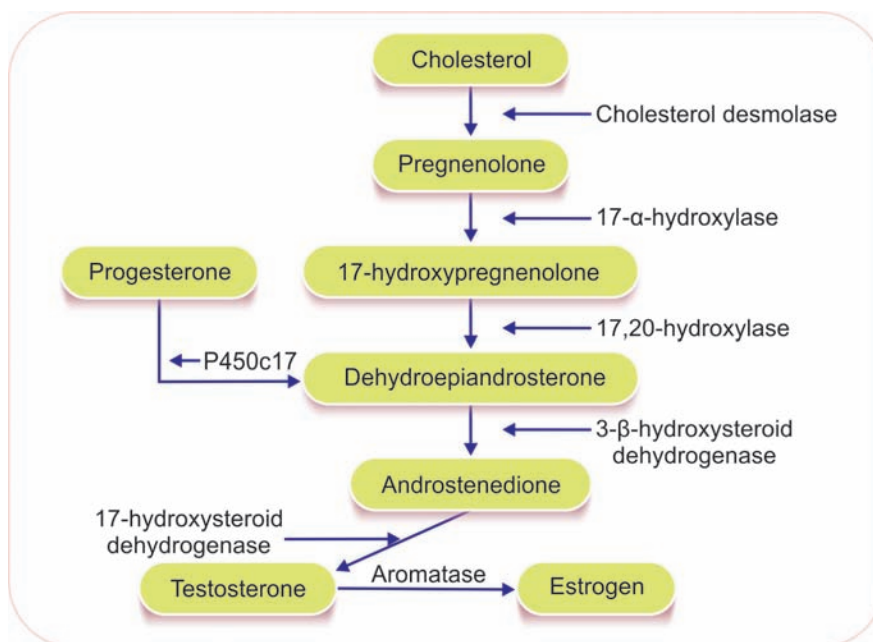 Cholesterol
Cholesterol desmolase
Pregnenolone
17-α-hydroxylase
Progesterone
17-hydroxypregnenolone
17,20-hydroxylase
P450c17
Dehydroepiandrosterone
3-β-hydroxysteroid
dehydrogenase
Androstenedione
17-hydroxysteroid
dehydrogenase
Testosterone
Aromatase
Estrogen